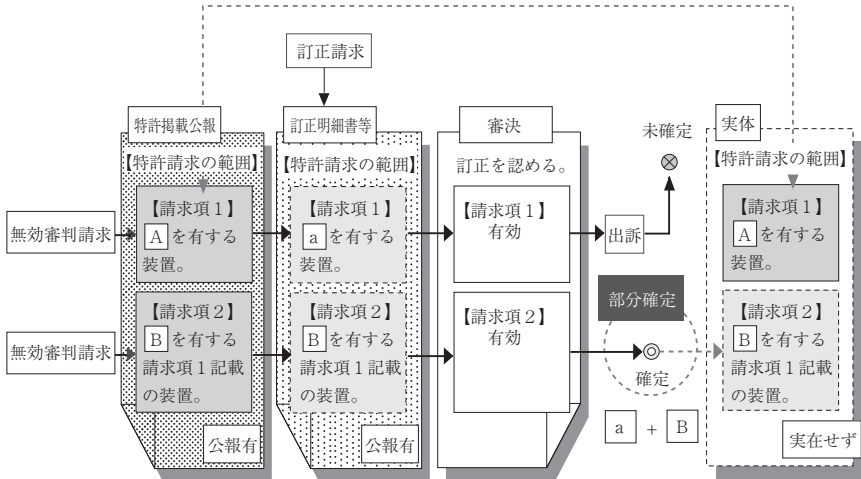 訂正請求
特許掲載公報
【特許請求の範囲】
無効審判請求
【請求項1】
Aを有する
装置。
無効審判請求
【請求項2】
Bを有する
請求項1記載
の装置。
公報有
訂正明細書等
【特許請求の範囲】
【請求項1】
aを有する
装置。
【請求項2】
Bを有する
請求項1記載
の装置。
公報有
審決
訂正を認める。
【請求項1】
有効
【請求項2】
有効
未確定
出訴
部分確定
確定
a + B
実体
【特許請求の範囲】
【請求項1】
Aを有する
装置。
【請求項2】
Bを有する
請求項1記載
の装置。
実在せず